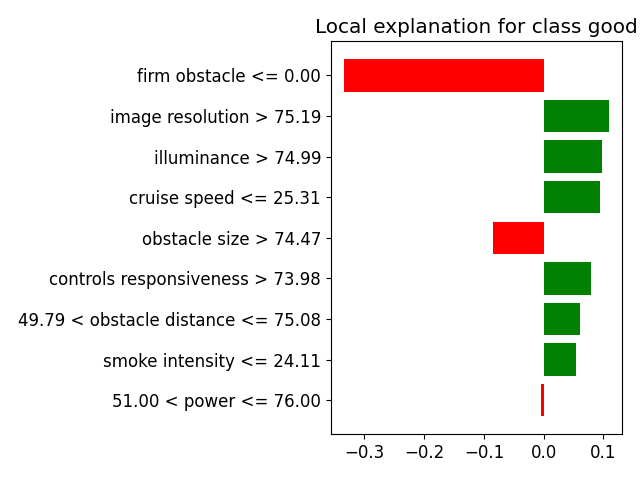 Local explanation for class good
firm obstacle <= 0.00
image resolution > 75.19
illuminance > 74.99
cruise speed <= 25.31
obstacle size > 74.47
controls responsiveness > 73.98
49.79 < obstacle distance <= 75.08
smoke intensity <= 24.11
51.00 < power <= 76.00
−0.3 −0.2 −0.1 0.0 0.1